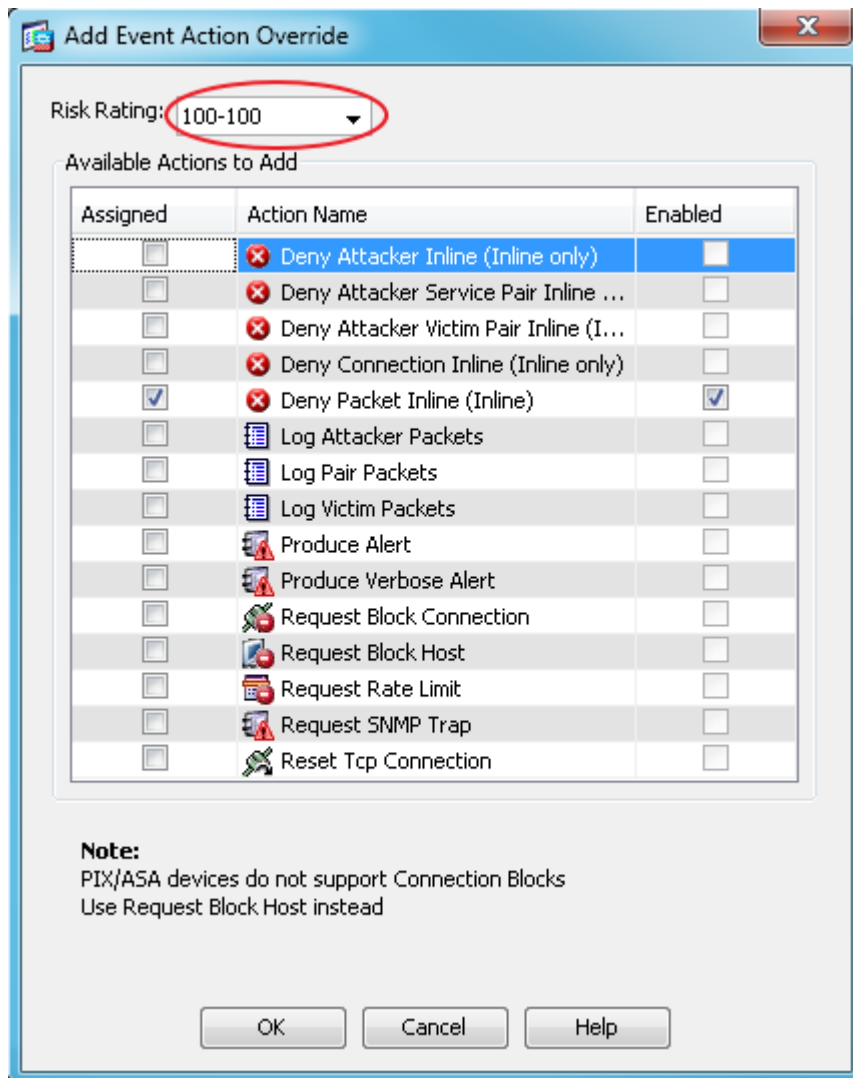 Add Event Action Override
Risk Rating: 100-100
Available Actions to Add
Assigned Action Name Enabled
Deny Attacker Inline (Inline only)
Deny Attacker Service Pair Inline ...
Deny Attacker Victim Pair Inline (I...
Deny Connection Inline (Inline only)
Deny Packet Inline (Inline)
Log Attacker Packets
Log Pair Packets
Log Victim Packets
Produce Alert
Produce Verbose Alert
Request Block Connection
Request Block Host
Request Rate Limit
Request SNMP Trap
Reset Tcp Connection
Note:
PIX/ASA devices do not support Connection Blocks
Use Request Block Host instead
OK Cancel Help